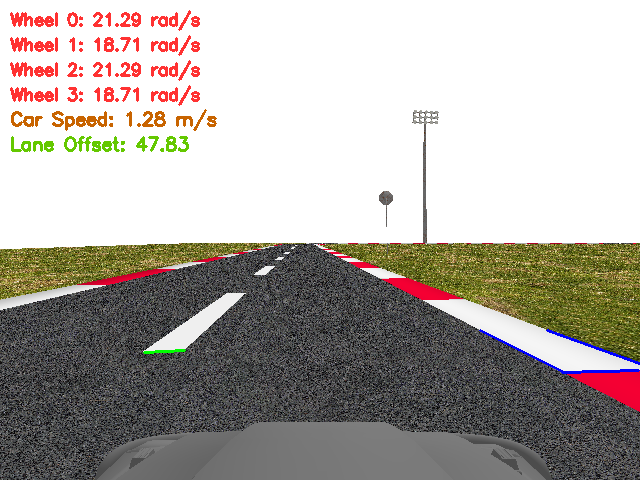 Wheel 0: 21.29 rad/s
Wheel 1: 18.71 rad/s
Wheel 2: 21.29 rad/s
Wheel 3: 18.71 rad/s
Car Speed: 1.28 m/s
Lane Offset: 47.83